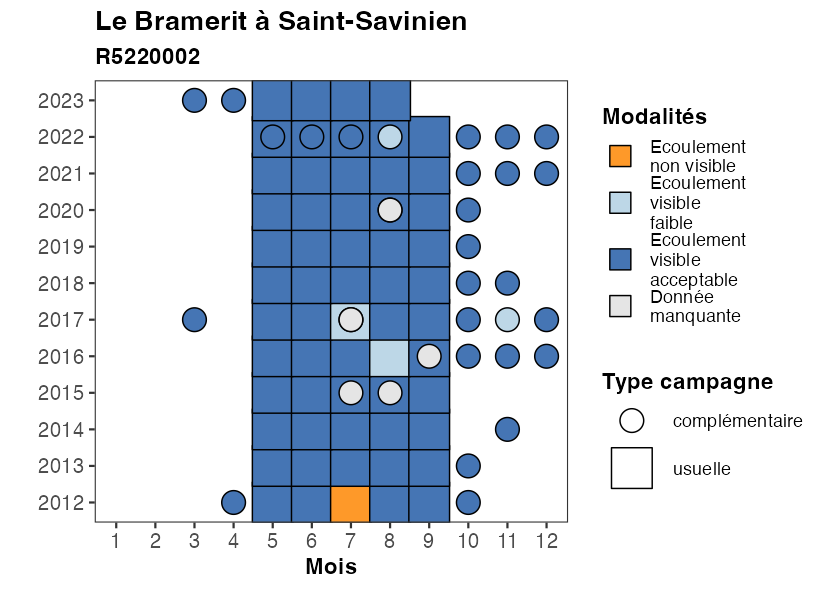 Le Bramerit à Saint-Savinien
R5220002
2023
2022
2021
2020
2019
2018
2017
2016
2015
2014
2013
2012
1 2 3 4 5 6 7 8 9 10 11 12
Mois
Modalités
Ecoulement
non visible
Ecoulement
visible
faible
Ecoulement
visible
acceptable
Donnée
manquante
Type campagne
complémentaire
usuelle